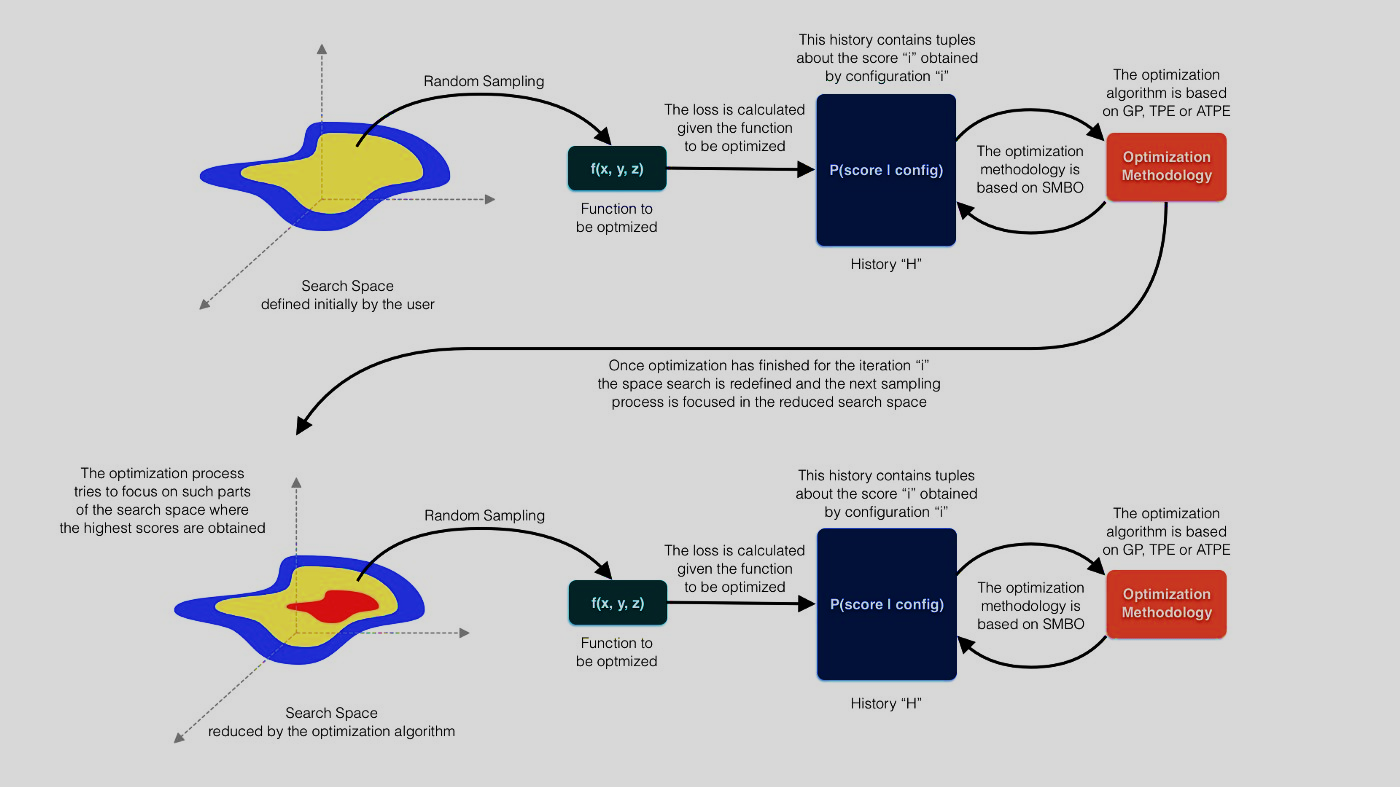 This history contains tuples
about the score “i” obtained
by configuration “i”
Random Sampling
The optimization
algorithm is based
on GP, TPE or ATPE
The loss is calculated
given the function
to be optimized
f(x, y, z)
P(score | config)
The optimization
methodology is
based on SMBO
Optimization
Methodology
Function to
be optmized
History “H”
Search Space
defined initially by the user
Once optimization has finished for the iteration “i”
the space search is redefined and the next sampling
process is focused in the reduced search space
The optimization process
tries to focus on such parts
of the search space where
the highest scores are obtained
This history contains tuples
about the score “i” obtained
by configuration “i”
Random Sampling
The optimization
algorithm is based
on GP, TPE or ATPE
The loss is calculated
given the function
to be optimized
f(x, y, z)
P(score | config)
The optimization
methodology is
based on SMBO
Optimization
Methodology
Function to
be optmized
History “H”
Search Space
reduced by the optimization algorithm